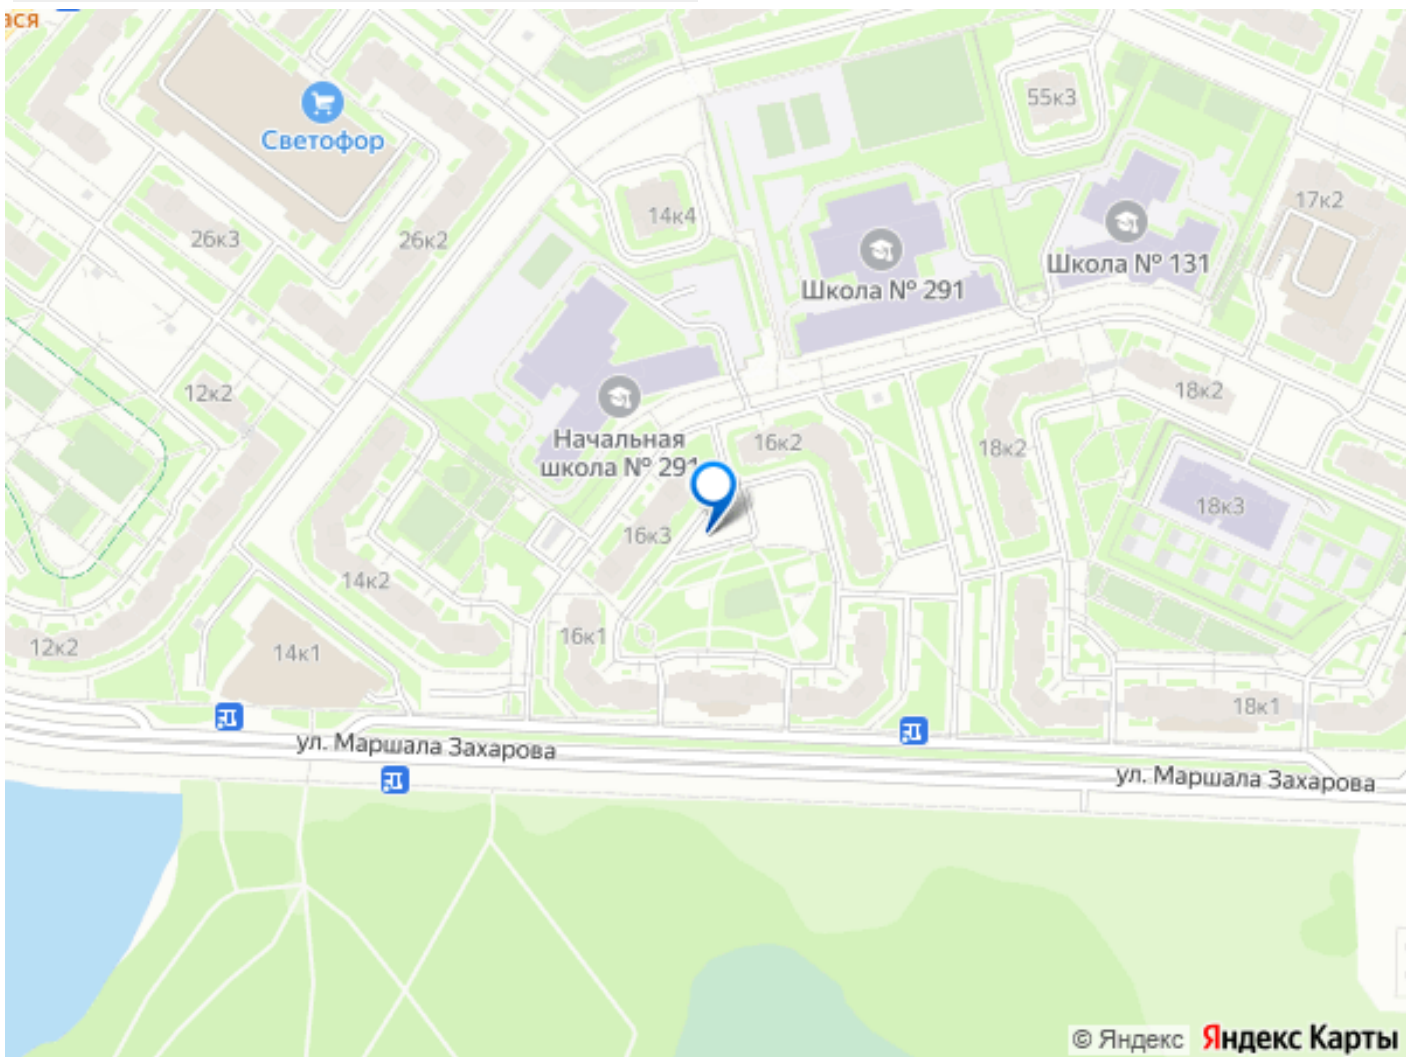 ася
Светофор
55к3
17к2
14к4
26к3
26к2
Школа № 291
Школа № 131
12к2
Начальная
школа № 291
16к2
18к2
18к2
16к3
18к3
14к2
12к2
14к1
16к1
18к1
ул. Маршала Захарова
ул. Маршала Захарова
© Яндекс Яндекс Карты